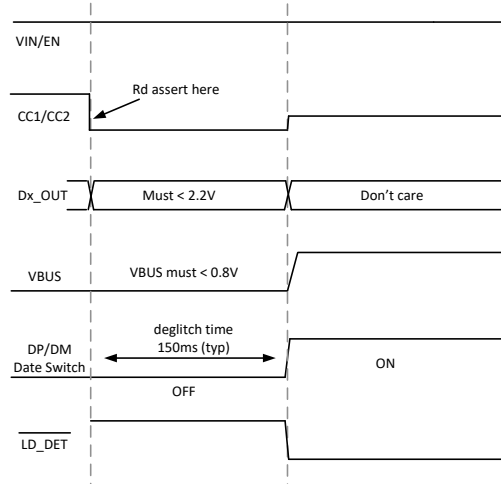 VIN/EN
Rd assert here
CC1/CC2
Dx_OUT
Must < 2.2V
Don't care
VBUS
VBUS must < 0.8V
deglitch time
150ms (typ)
DP/DM
Date Switch
ON
OFF
LD_DET